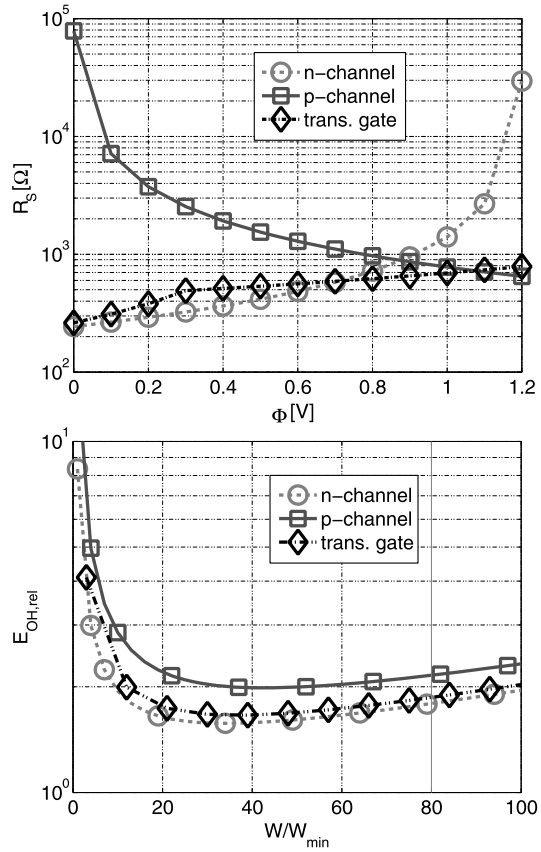 10^5
10^4
10^3
10^2
R_S [Ω]
n−channel
p−channel
trans. gate
0 0.2 0.4 0.6 0.8 1 1.2
Φ [V]
10^1
10^0
E_OH,rel
n−channel
p−channel
trans. gate
0 20 40 60 80 100
W/W_min